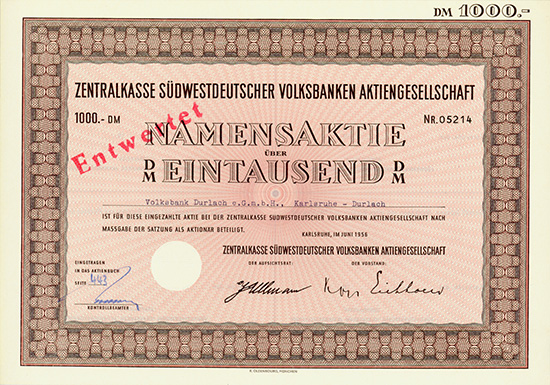 DM 1000.-
ZENTRALKASSE SÜDWESTDEUTSCHER VOLKSBANKEN AKTIENGESELLSCHAFT
1000.- DM
NR. 05214
Entwertet
NAMENSAKTIE
ÜBER
DM EINTAUSEND DM
Volksbank Durlach e.G.m.b.H., Karlsruhe - Durlach
IST FÜR DIESE EINGEZAHLTE AKTIE BEI DER ZENTRALKASSE SÜDWESTDEUTSCHER VOLKSBANKEN AKTIENGESELLSCHAFT NACH
MASSGABE DER SATZUNG ALS AKTIONÄR BETEILIGT.
KARLSRUHE, IM JUNI 1956
ZENTRALKASSE SÜDWESTDEUTSCHER VOLKSBANKEN AKTIENGESELLSCHAFT
DER AUFSICHTSRAT: DER VORSTAND:
EINGETRAGEN
IN DAS AKTIENBUCH
SEITE 443
KONTROLLBEAMTER